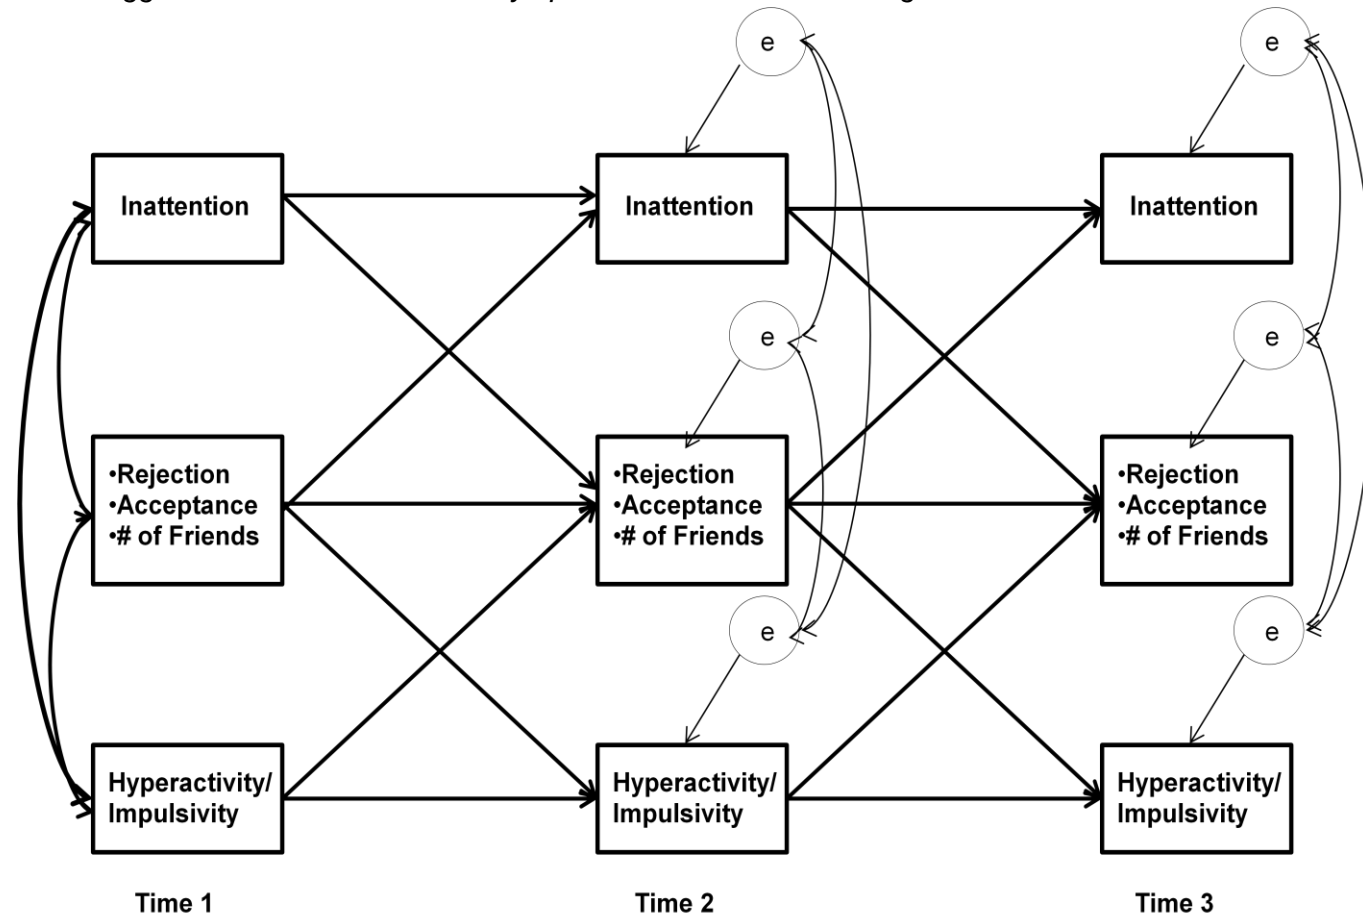 e
e
Inattention
Inattention
Inattention
e
e
•Rejection
•Acceptance
•# of Friends
•Rejection
•Acceptance
•# of Friends
•Rejection
•Acceptance
•# of Friends
e
e
Hyperactivity/
Impulsivity
Hyperactivity/
Impulsivity
Hyperactivity/
Impulsivity
Time 1
Time 2
Time 3